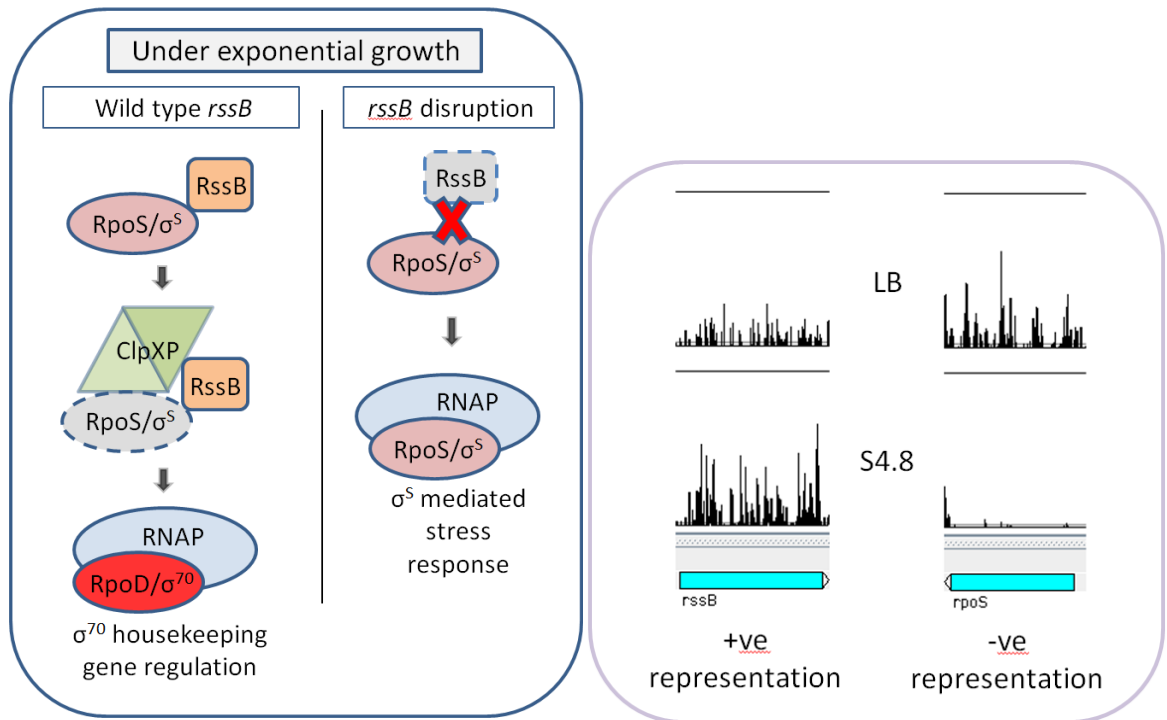 Under exponential growth
Wild type rssB
rssB disruption
RssB
RpoS/σS
ClpXP
RssB
RpoS/σS
RNAP
RpoD/σ70
σ70 housekeeping
gene regulation
RssB
RpoS/σS
RNAP
RpoS/σS
σS mediated
stress
response
LB
S4.8
rssB
rpoS
+ve
representation
-ve
representation